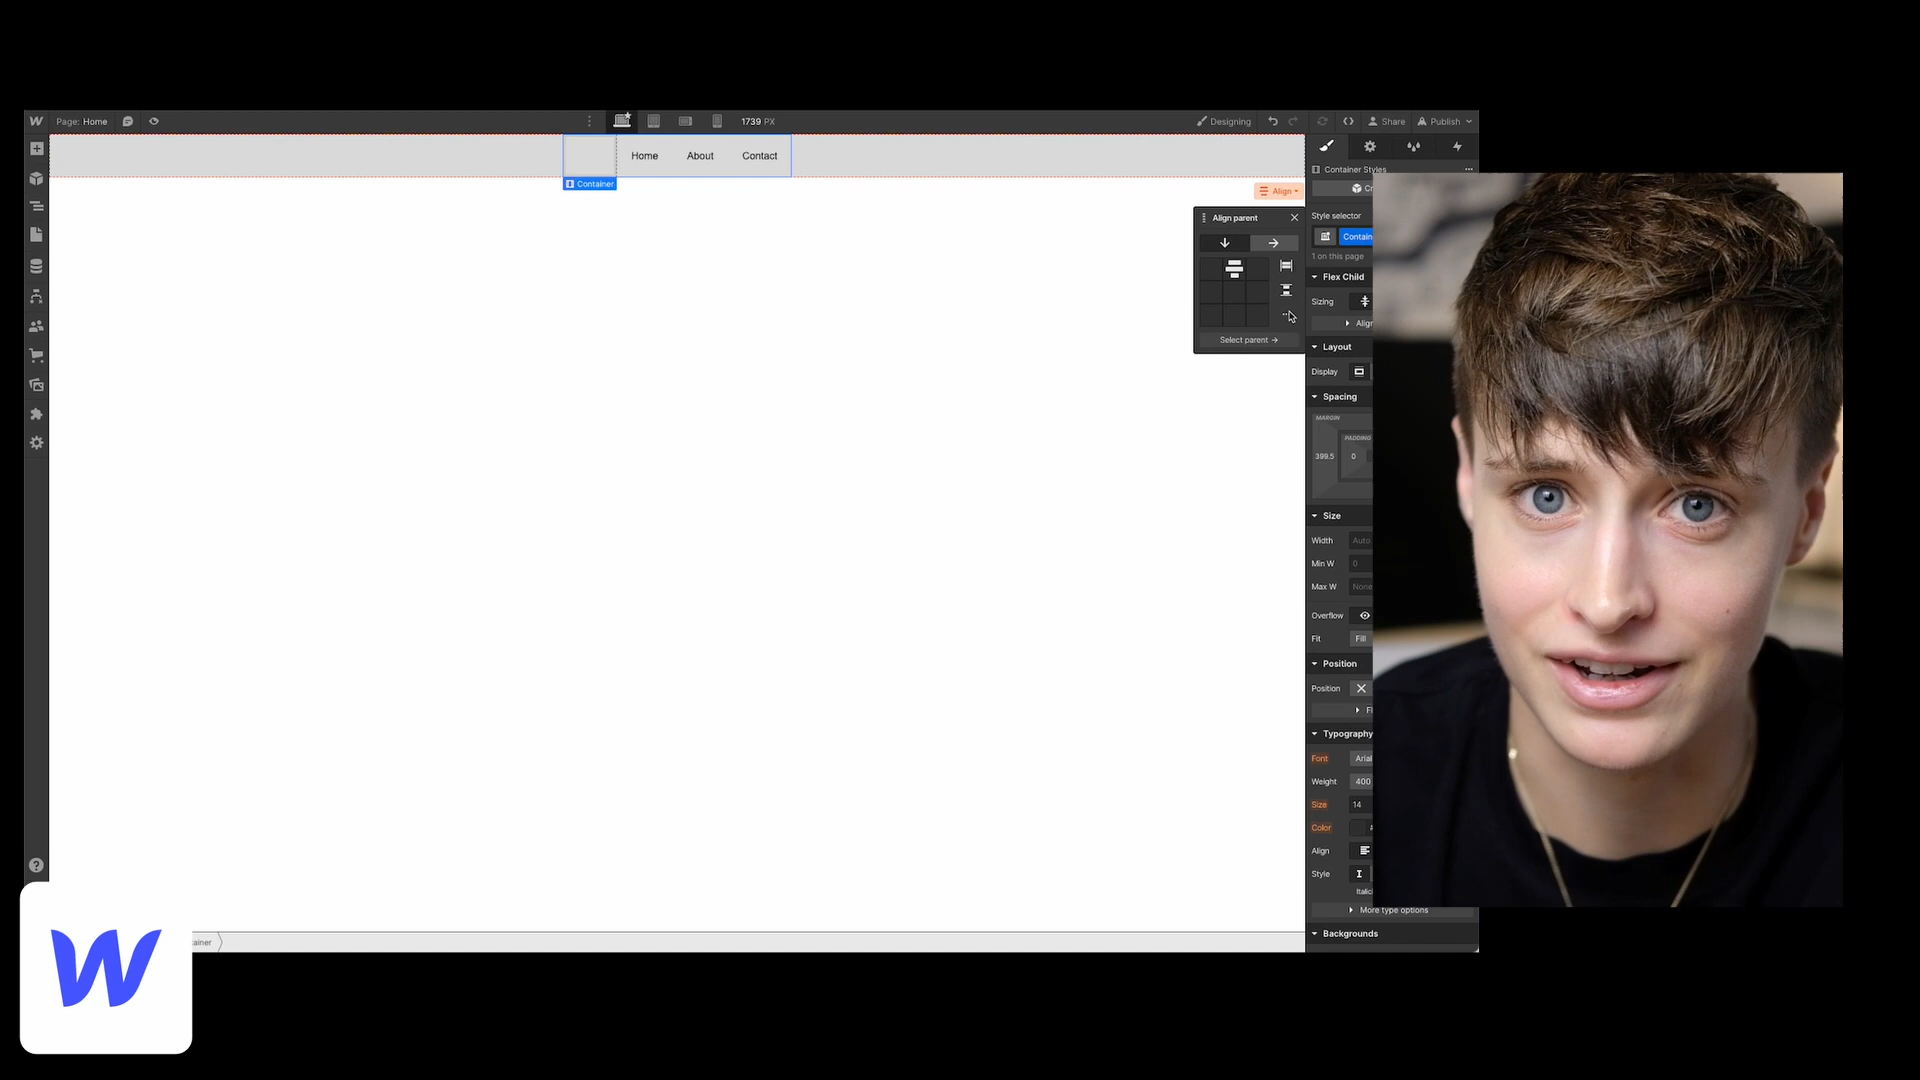 Page: Home
1739 PX
Designing
Share
Publish
Home About Contact
Container
Align
Align parent
Select parent →
Container Styles
Style selector
1 on this page
Flex Child
Sizing
Layout
Display
Spacing
MARGIN
PADDING
399.5
0
Size
Width Auto
Min W 0
Max W None
Overflow
Fit Fill
Position
Position
Typography
Font Arial
Weight 400
Size 14
Color
Align
Style
More type options
Backgrounds
W